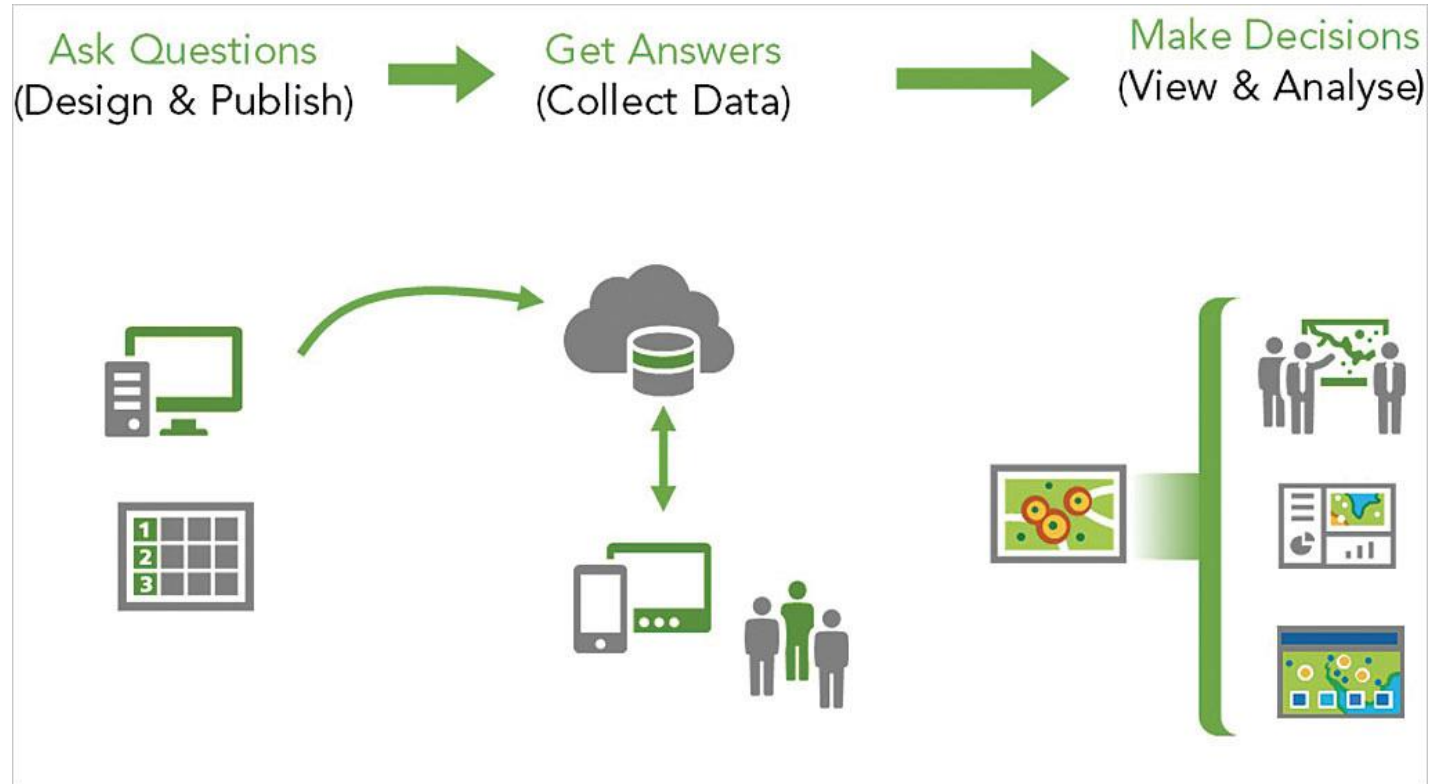 Ask Questions
(Design & Publish)
Get Answers
(Collect Data)
Make Decisions
(View & Analyse)
1
2
3